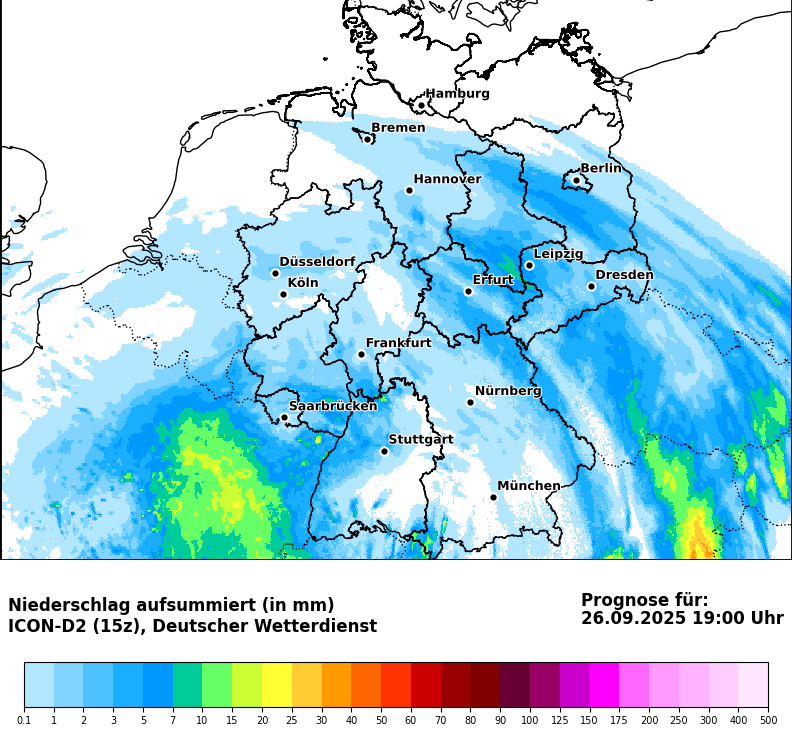 Hamburg
Bremen
Berlin
Hannover
Leipzig
Düsseldorf
Dresden
Köln
Erfurt
Frankfurt
Nürnberg
Saarbrücken
Stuttgart
München
Niederschlag aufsummiert (in mm)
ICON-D2 (15z), Deutscher Wetterdienst
Prognose für:
26.09.2025 19:00 Uhr
0.1 1 2 3 5 7 10 15 20 25 30 40 50 60 70 80 90 100 125 150 175 200 250 300 400 500